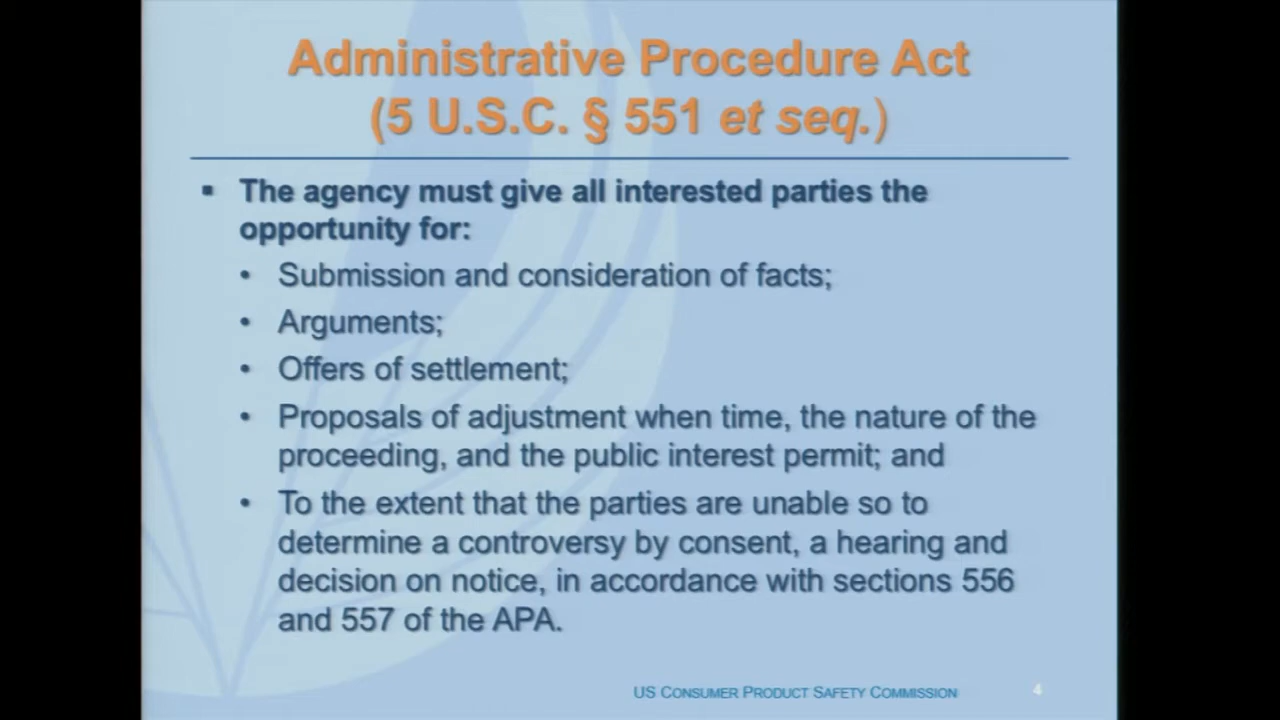 Administrative Procedure Act
(5 U.S.C. § 551 et seq.)
▪ The agency must give all interested parties the
opportunity for:
• Submission and consideration of facts;
• Arguments;
• Offers of settlement;
• Proposals of adjustment when time, the nature of the
proceeding, and the public interest permit; and
• To the extent that the parties are unable so to
determine a controversy by consent, a hearing and
decision on notice, in accordance with sections 556
and 557 of the APA.
US CONSUMER PRODUCT SAFETY COMMISSION 4